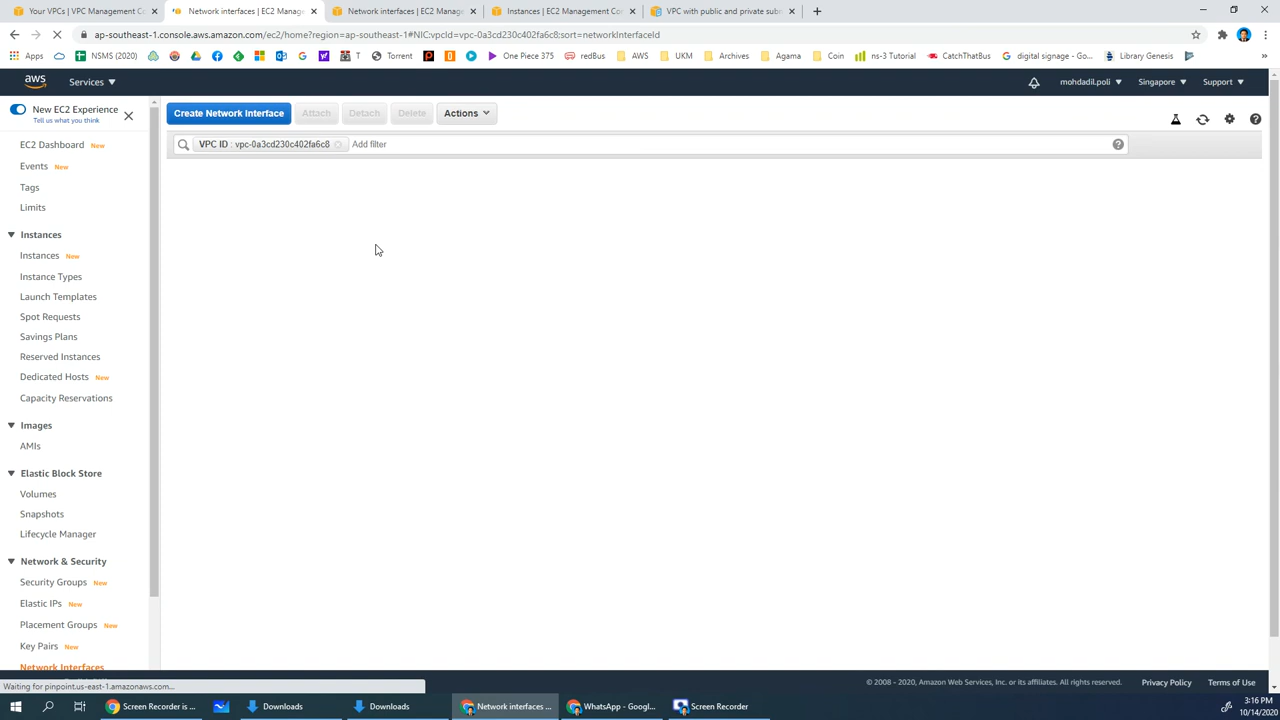 Your VPCs | VPC Management Co
Network interfaces | EC2 Manage
Network interfaces | EC2 Manage
Instances | EC2 Management Con
VPC with public and private subn
ap-southeast-1.console.aws.amazon.com/ec2/home?region=ap-southeast-1#NIC:vpcId=vpc-0a3cd230c402fa6c8;sort=networkInterfaceId
Apps
NSMS (2020)
T
Torrent
One Piece 375
redBus
AWS
UKM
Archives
Agama
Coin
ns-3 Tutorial
CatchThatBus
digital signage - Go...
Library Genesis
aws
Services
mohdadil.poli
Singapore
Support
New EC2 Experience
Tell us what you think
EC2 Dashboard New
Events New
Tags
Limits
Instances
Instances New
Instance Types
Launch Templates
Spot Requests
Savings Plans
Reserved Instances
Dedicated Hosts New
Capacity Reservations
Images
AMIs
Elastic Block Store
Volumes
Snapshots
Lifecycle Manager
Network & Security
Security Groups New
Elastic IPs New
Placement Groups New
Key Pairs New
Network Interfaces
Create Network Interface
Attach
Detach
Delete
Actions
VPC ID : vpc-0a3cd230c402fa6c8
Add filter
Waiting for pinpoint.us-east-1.amazonaws.com...
© 2008 - 2020, Amazon Web Services, Inc. or its affiliates. All rights reserved.
Privacy Policy
Terms of Use
Screen Recorder is ...
Downloads
Downloads
Network interfaces ...
WhatsApp - Googl...
Screen Recorder
3:16 PM
10/14/2020